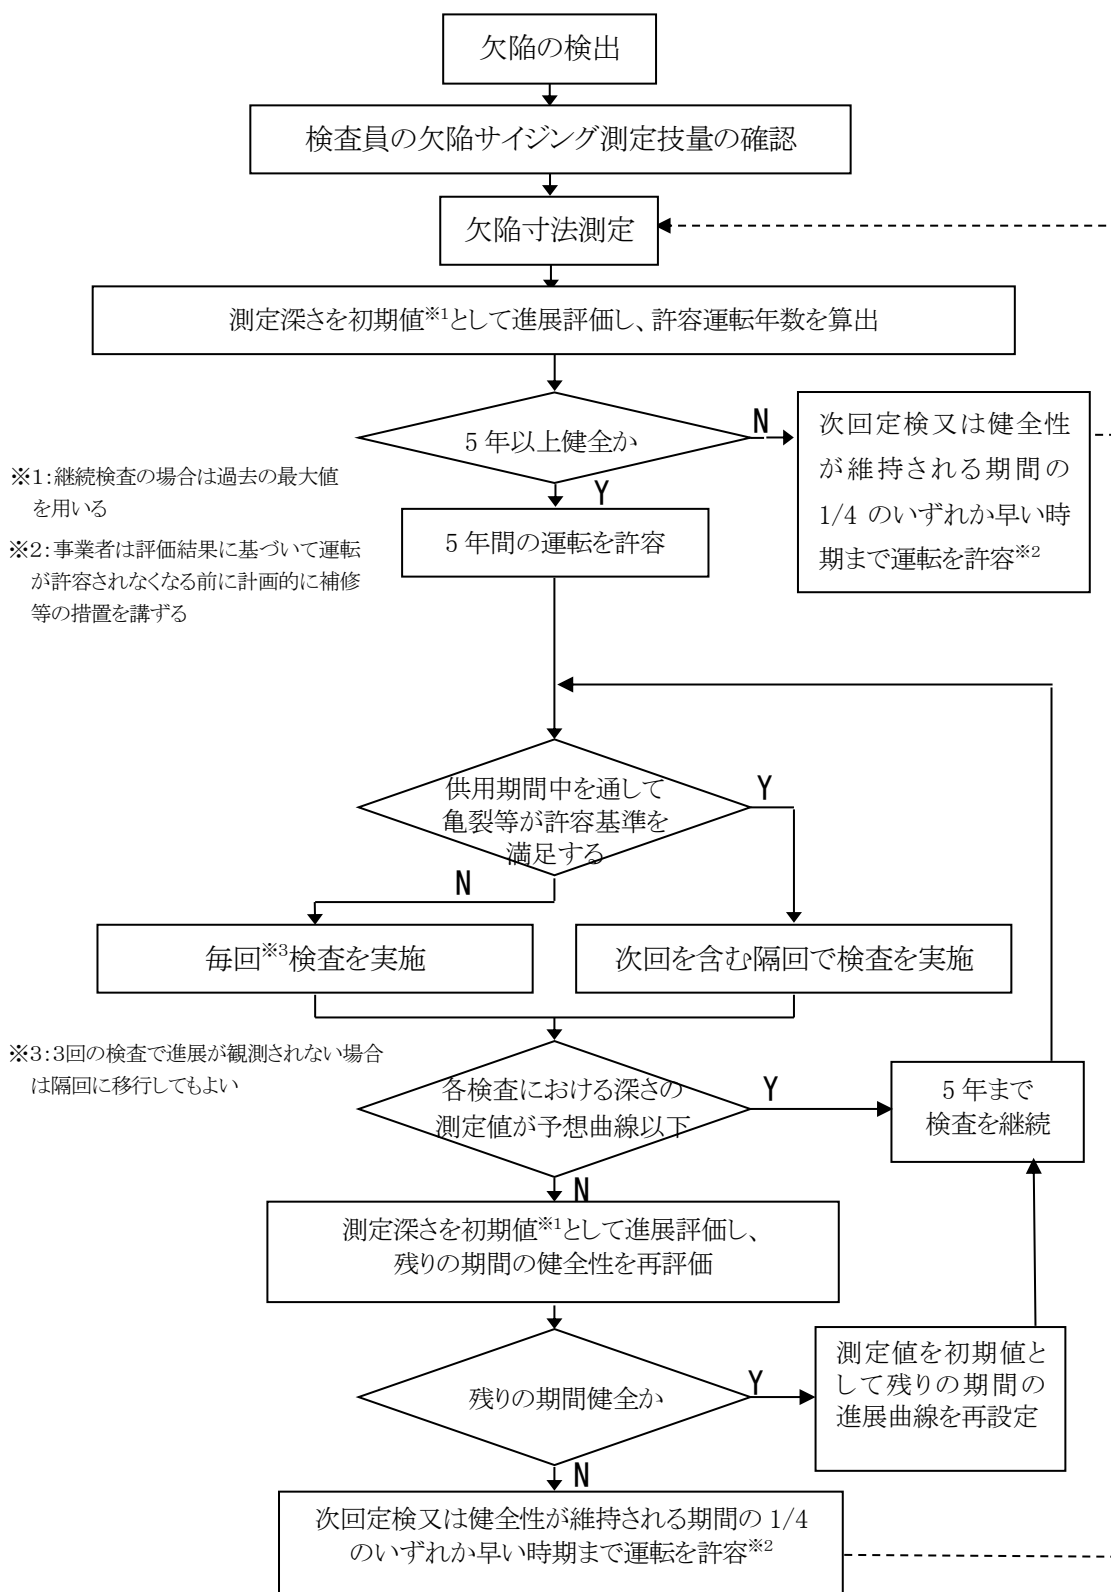 欠陥の検出
検査員の欠陥サイジング測定技量の確認
欠陥寸法測定
測定深さを初期値※1として進展評価し、許容運転年数を算出
5 年以上健全か
N
次回定検又は健全性
が維持される期間の
1/4 のいずれか早い時
期まで運転を許容※2
※1:継続検査の場合は過去の最大値
を用いる
Y
5 年間の運転を許容
※2:事業者は評価結果に基づいて運転
が許容されなくなる前に計画的に補修
等の措置を講ずる
供用期間中を通して
亀裂等が許容基準を
満足する
Y
N
毎回※3検査を実施
次回を含む隔回で検査を実施
※3:3回の検査で進展が観測されない場合
は隔回に移行してもよい
各検査における深さの
測定値が予想曲線以下
Y
5 年まで
検査を継続
N
測定深さを初期値※1として進展評価し、
残りの期間の健全性を再評価
残りの期間健全か
Y
測定値を初期値と
して残りの期間の
進展曲線を再設定
N
次回定検又は健全性が維持される期間の 1/4
のいずれか早い時期まで運転を許容※2